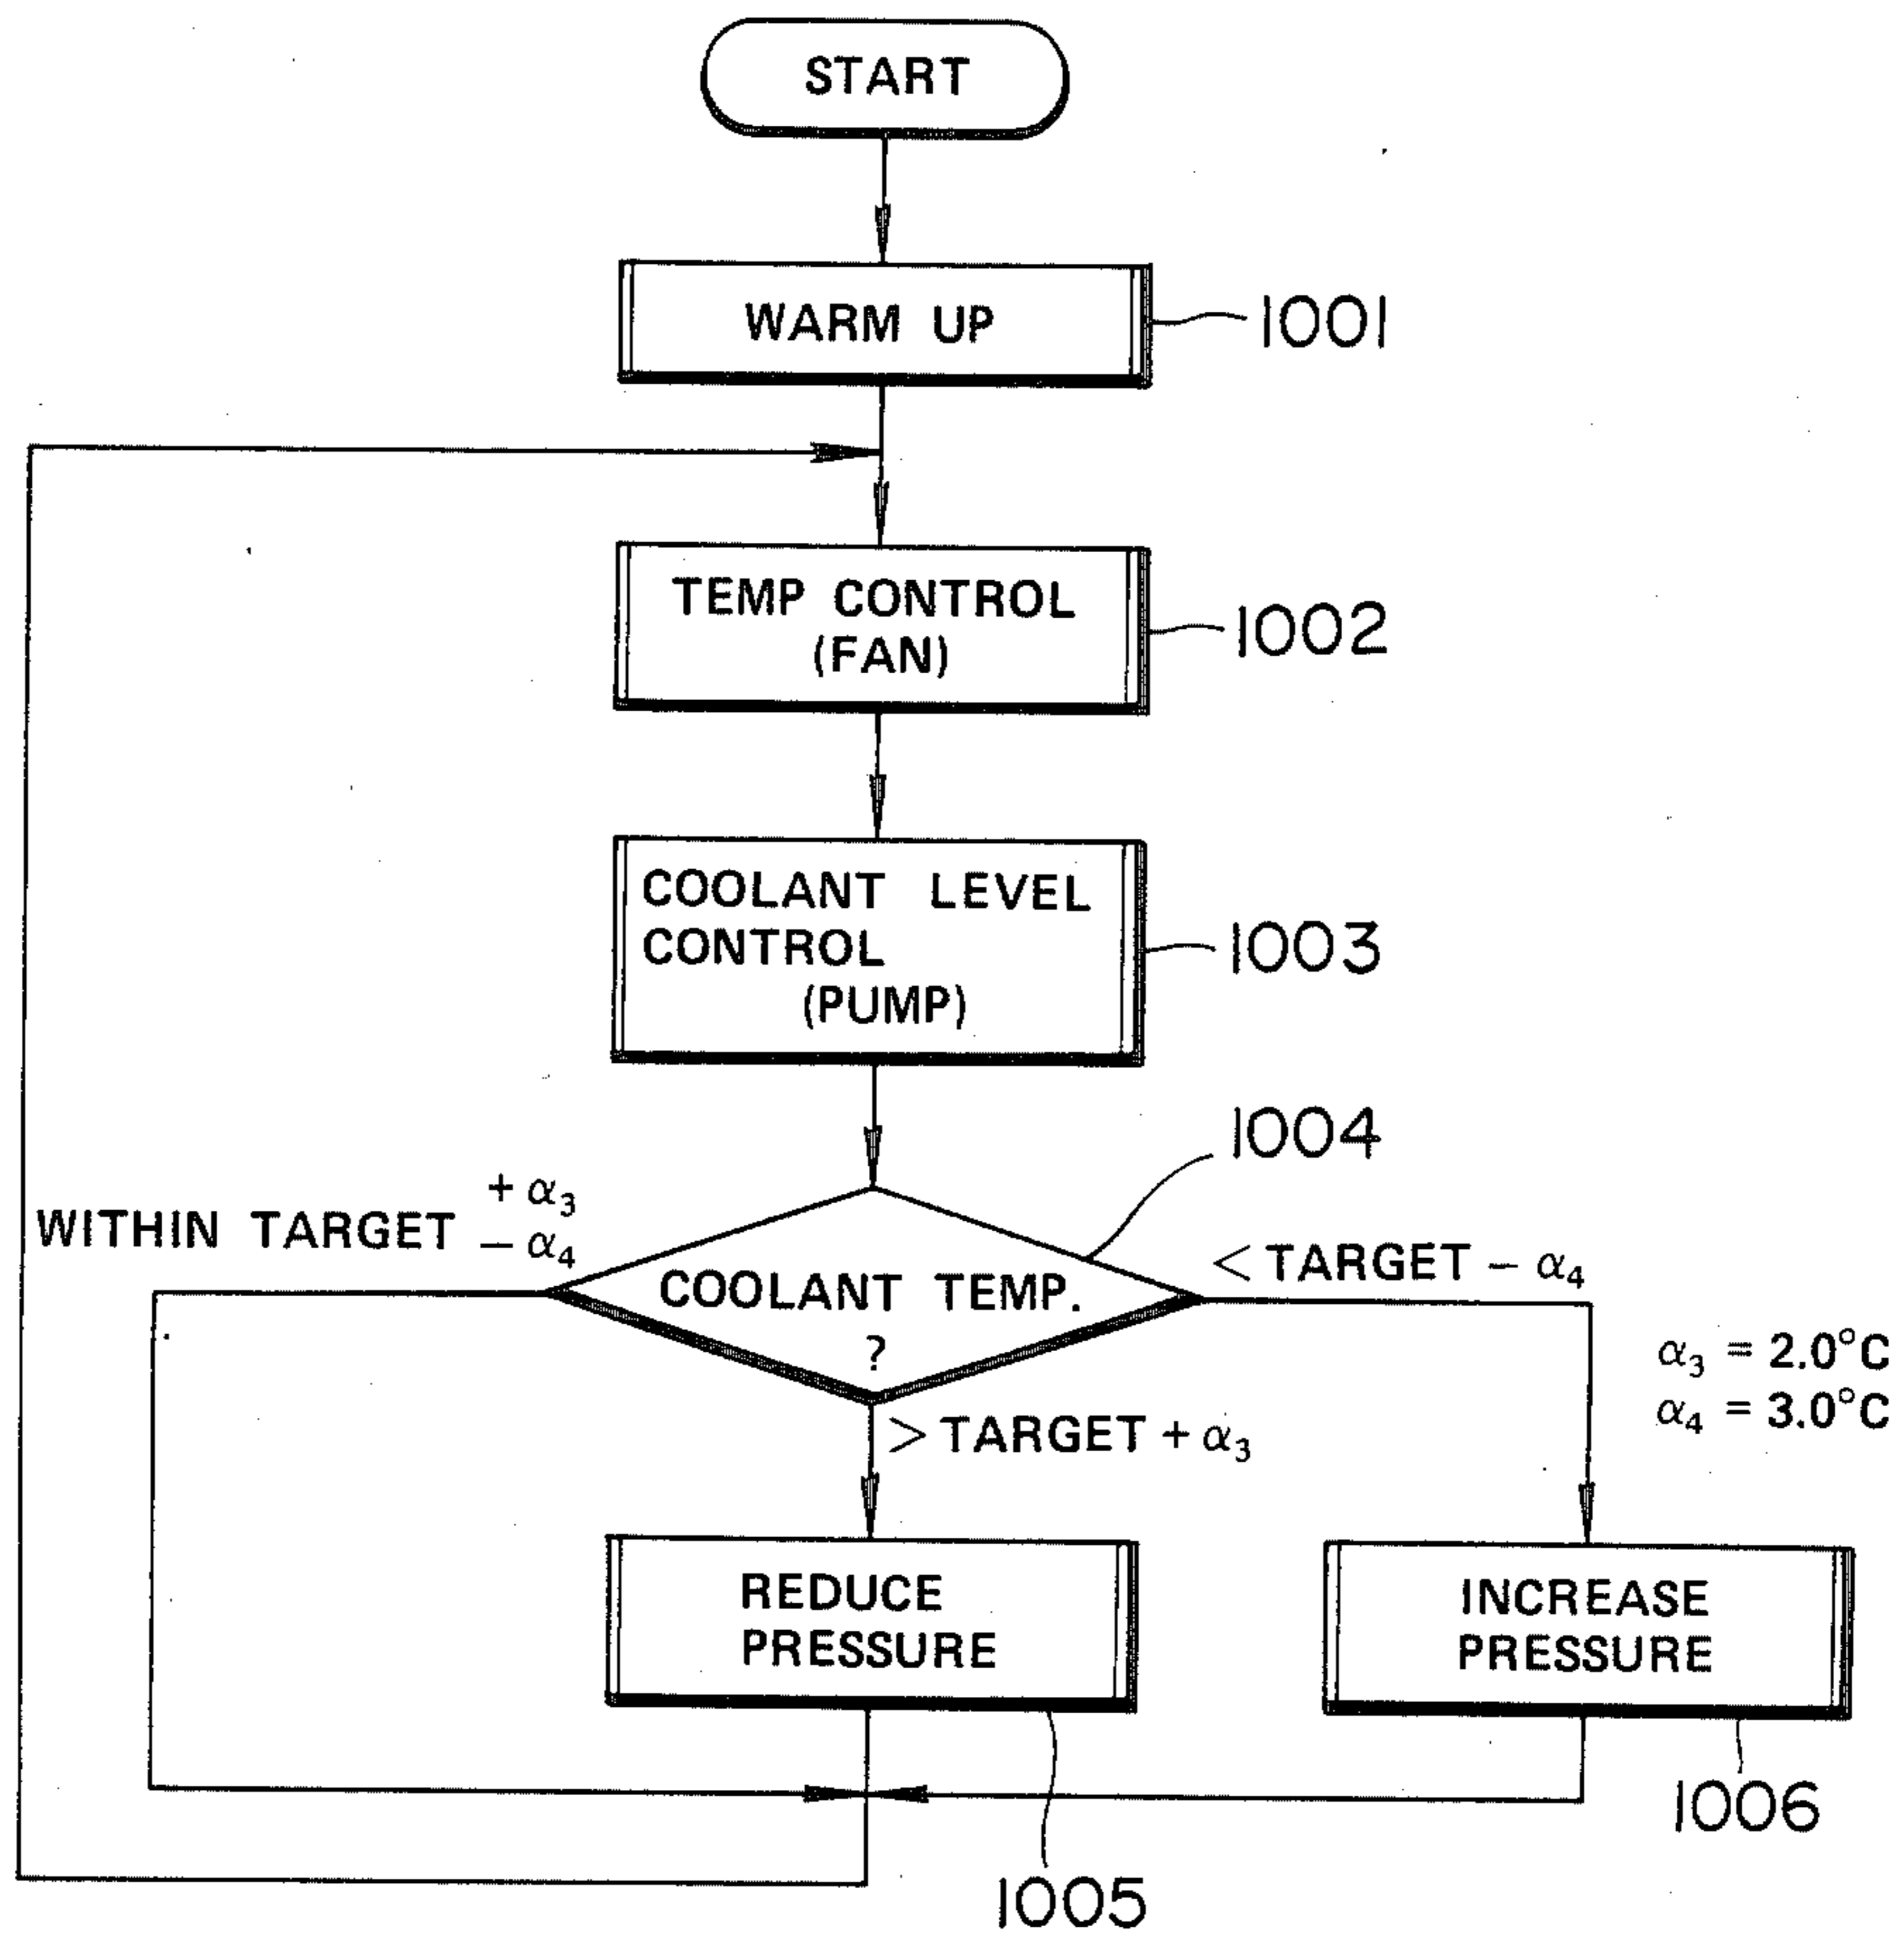 START
WARM UP
1001
TEMP CONTROL
(FAN)
1002
COOLANT LEVEL
CONTROL
(PUMP)
1003
1004
WITHIN TARGET + α₃
− α₄
COOLANT TEMP.
?
< TARGET − α₄
α₃ = 2.0°C
α₄ = 3.0°C
> TARGET + α₃
REDUCE
PRESSURE
INCREASE
PRESSURE
1005
1006